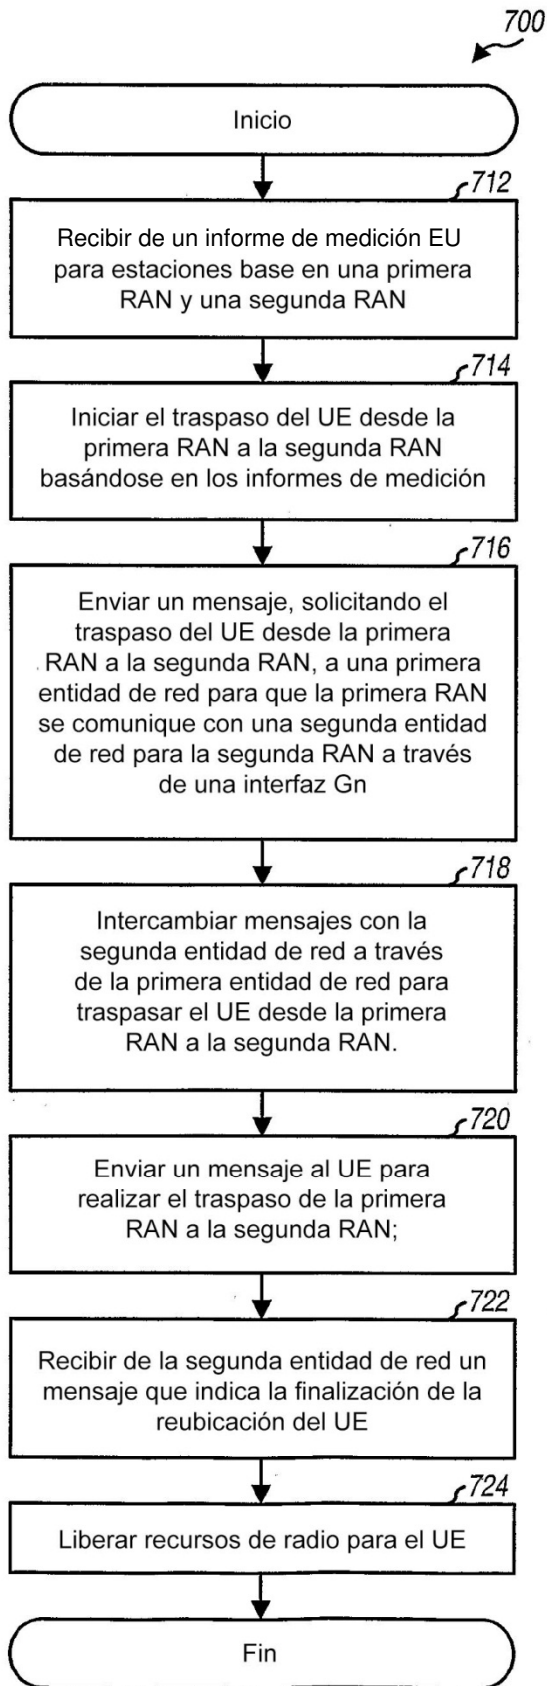 700
Inicio
712
Recibir de un informe de medición EU
para estaciones base en una primera
RAN y una segunda RAN
714
Iniciar el traspaso del UE desde la
primera RAN a la segunda RAN
basándose en los informes de medición
716
Enviar un mensaje, solicitando el
traspaso del UE desde la primera
RAN a la segunda RAN, a una primera
entidad de red para que la primera RAN
se comunique con una segunda entidad
de red para la segunda RAN a través
de una interfaz Gn
718
Intercambiar mensajes con la
segunda entidad de red a través
de la primera entidad de red para
traspasar el UE desde la primera
RAN a la segunda RAN.
720
Enviar un mensaje al UE para
realizar el traspaso de la primera
RAN a la segunda RAN;
722
Recibir de la segunda entidad de red un
mensaje que indica la finalización de la
reubicación del UE
724
Liberar recursos de radio para el UE
Fin